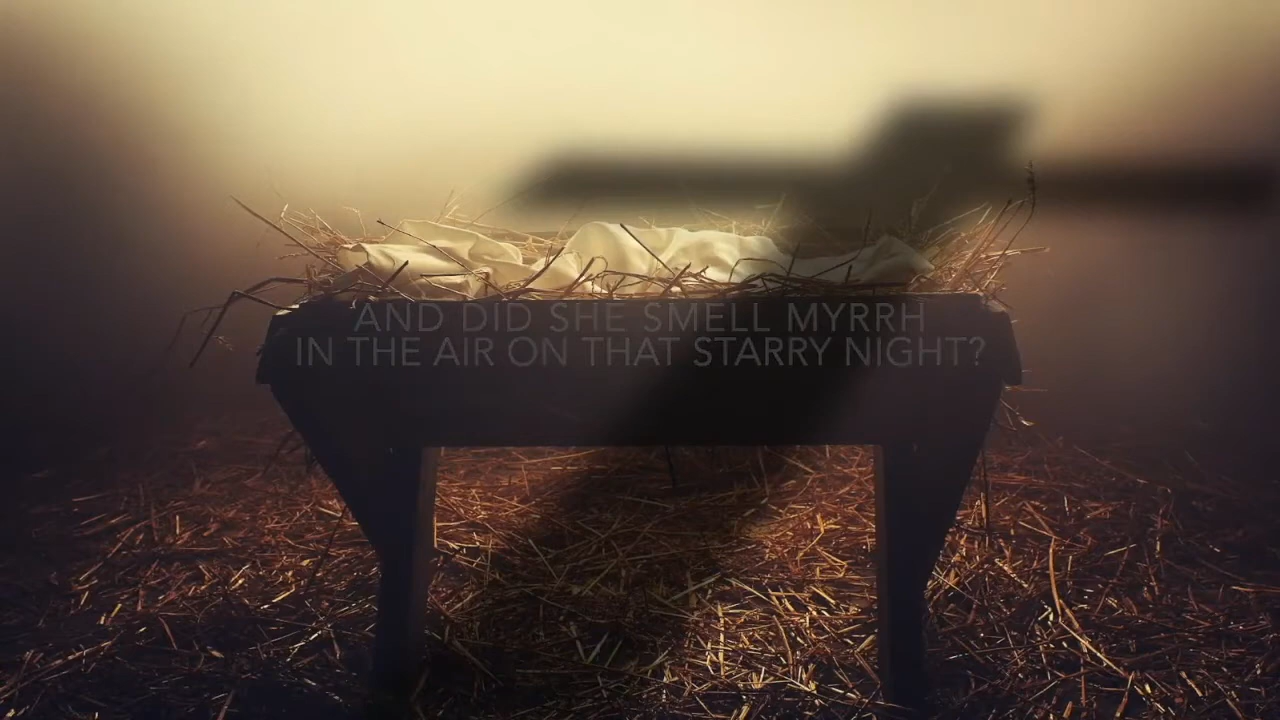 AND DID SHE SMELL MYRRH
IN THE AIR ON THAT STARRY NIGHT?